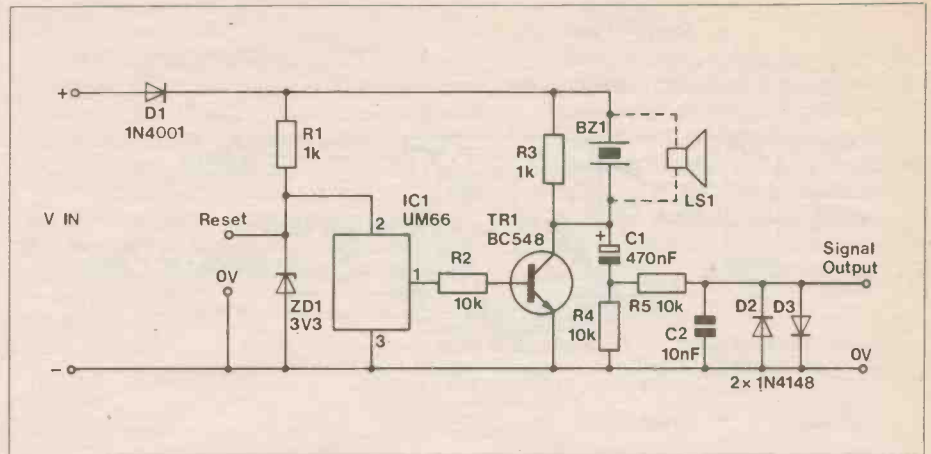 +
D1
1N4001
R1
1k
R3
1k
BZ1
LS1
V IN
Reset
0V
ZD1
3V3
IC1
UM66
2
1
3
R2
10k
TR1
BC548
+
C1
470nF
R4
10k
R5 10k
C2
10nF
D2
D3
2× 1N4148
Signal
Output
0V
-